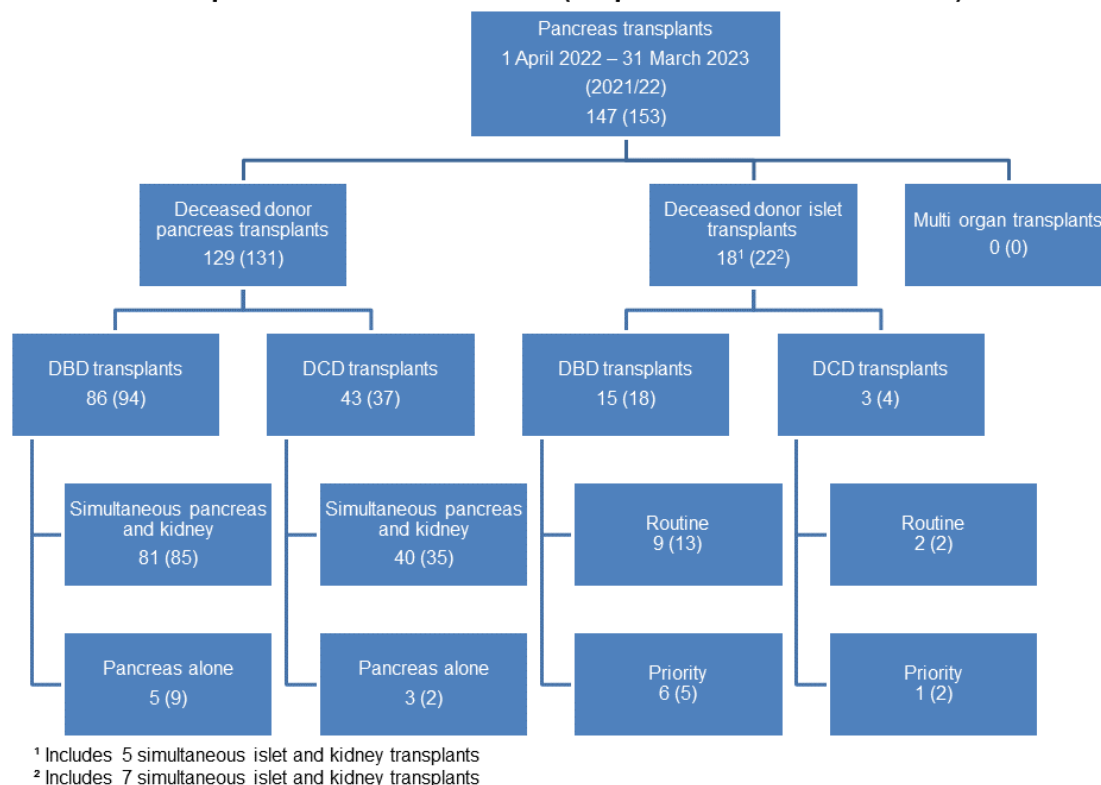 Pancreas transplants
1 April 2022 – 31 March 2023
(2021/22)
147 (153)
Deceased donor
pancreas transplants
129 (131)
Deceased donor islet
transplants
18¹ (22²)
Multi organ transplants
0 (0)
DBD transplants
86 (94)
DCD transplants
43 (37)
DBD transplants
15 (18)
DCD transplants
3 (4)
Simultaneous pancreas
and kidney
81 (85)
Simultaneous pancreas
and kidney
40 (35)
Routine
9 (13)
Routine
2 (2)
Pancreas alone
5 (9)
Pancreas alone
3 (2)
Priority
6 (5)
Priority
1 (2)
¹ Includes 5 simultaneous islet and kidney transplants
² Includes 7 simultaneous islet and kidney transplants